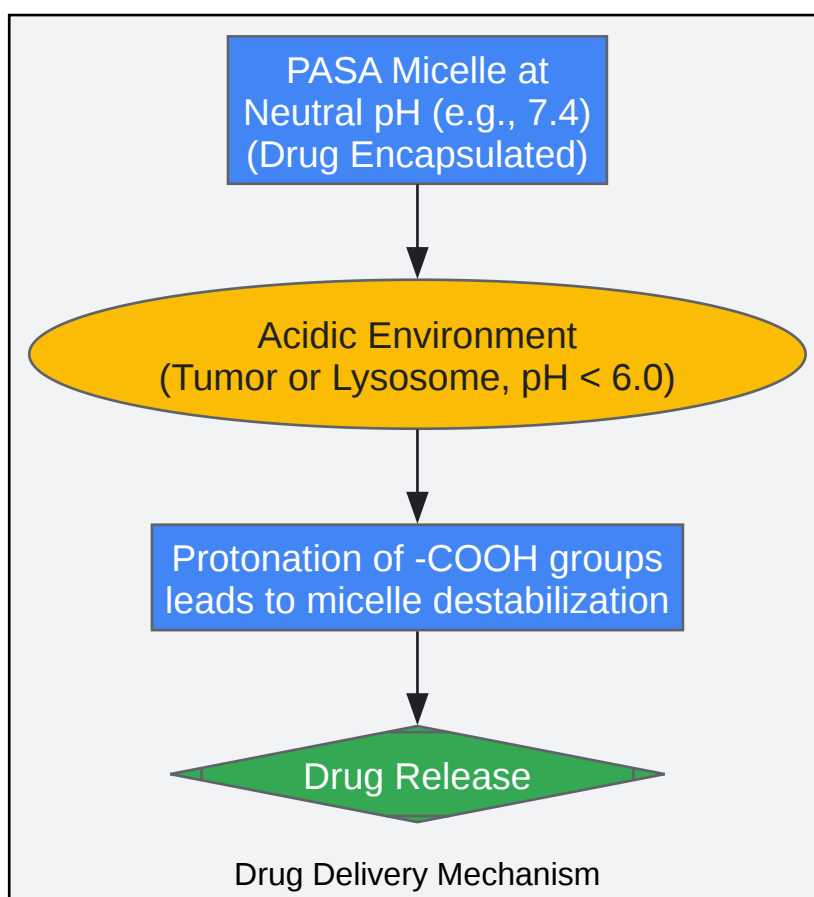 PASA Micelle at
Neutral pH (e.g., 7.4)
(Drug Encapsulated)
Acidic Environment
(Tumor or Lysosome, pH < 6.0)
Protonation of -COOH groups
leads to micelle destabilization
Drug Release
Drug Delivery Mechanism